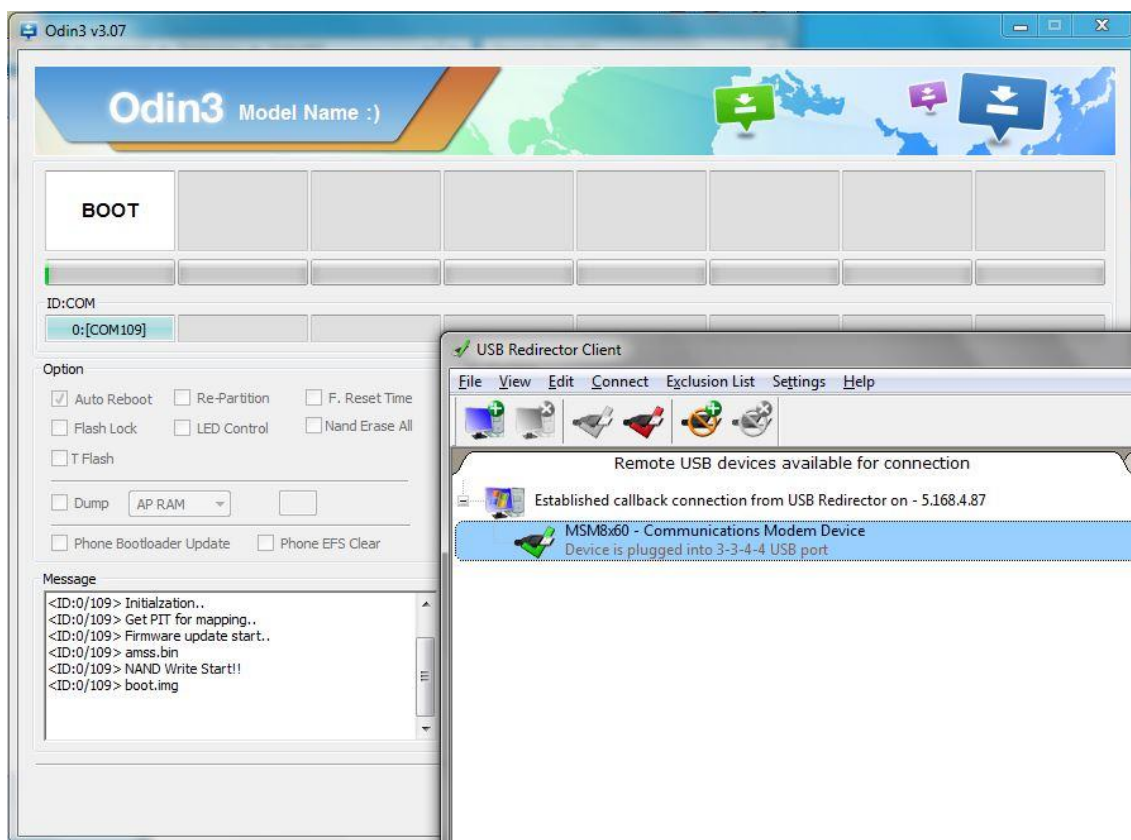 Odin3 v3.07
Odin3 Model Name :)
BOOT
ID:COM
0:[COM109]
Option
Auto Reboot Re-Partition F. Reset Time
Flash Lock LED Control Nand Erase All
T Flash
Dump AP RAM
Phone Bootloader Update Phone EFS Clear
Message
<ID:0/109> Initialzation..
<ID:0/109> Get PIT for mapping..
<ID:0/109> Firmware update start..
<ID:0/109> amss.bin
<ID:0/109> NAND Write Start!!
<ID:0/109> boot.img
USB Redirector Client
File View Edit Connect Exclusion List Settings Help
Remote USB devices available for connection
Established callback connection from USB Redirector on - 5.168.4.87
MSM8x60 - Communications Modem Device
Device is plugged into 3-3-4-4 USB port